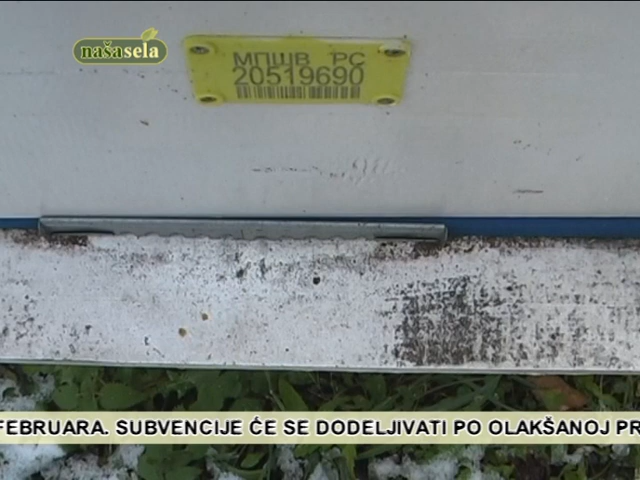 našasela
МПШВ РС
20519690
FEBRUARA. SUBVENCIJE ĆE SE DODELJIVATI PO OLAKŠANOJ PR